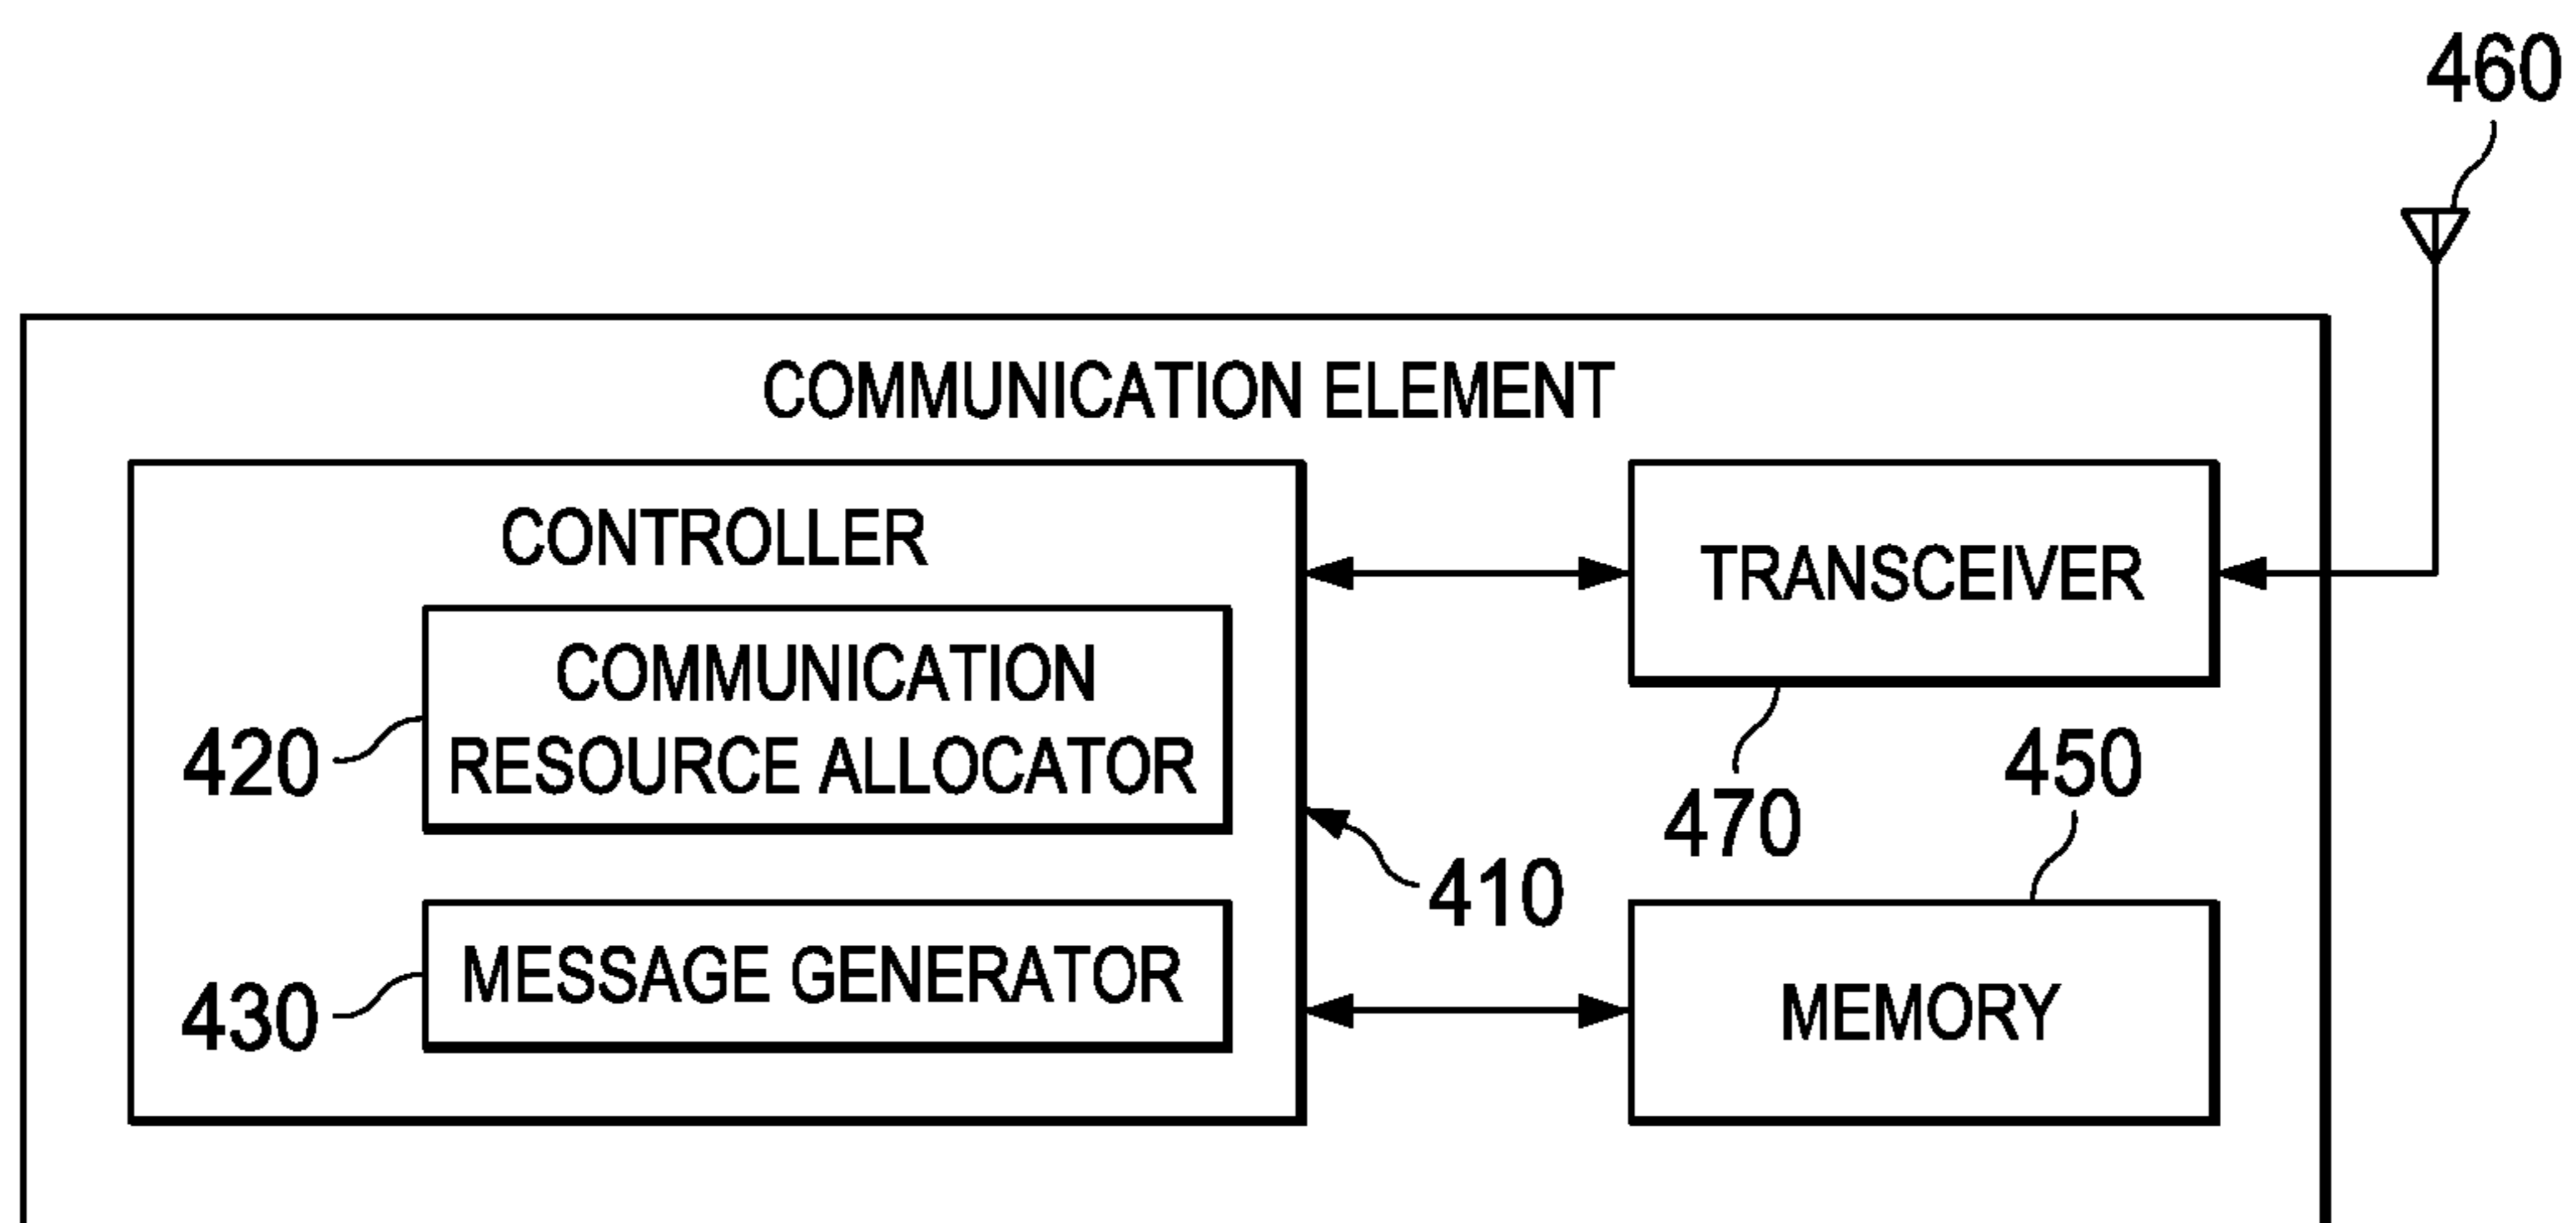 460
COMMUNICATION ELEMENT
CONTROLLER
TRANSCEIVER
COMMUNICATION
RESOURCE ALLOCATOR
420
470
450
410
MESSAGE GENERATOR
430
MEMORY